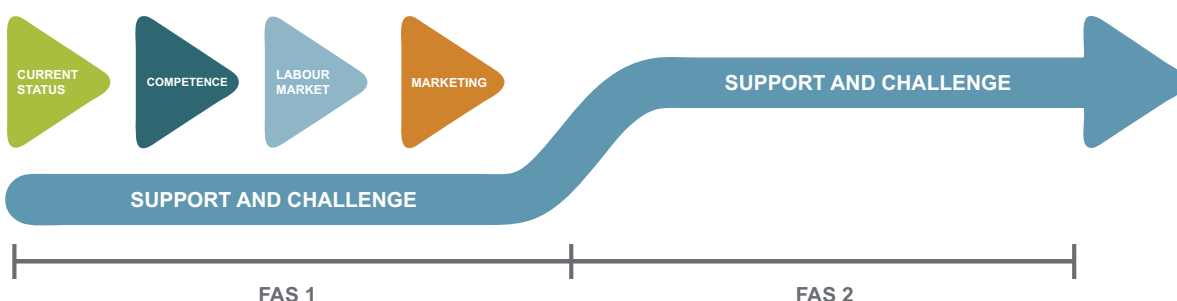 CURRENT
STATUS
COMPETENCE
LABOUR
MARKET
MARKETING
SUPPORT AND CHALLENGE
SUPPORT AND CHALLENGE
FAS 1
FAS 2